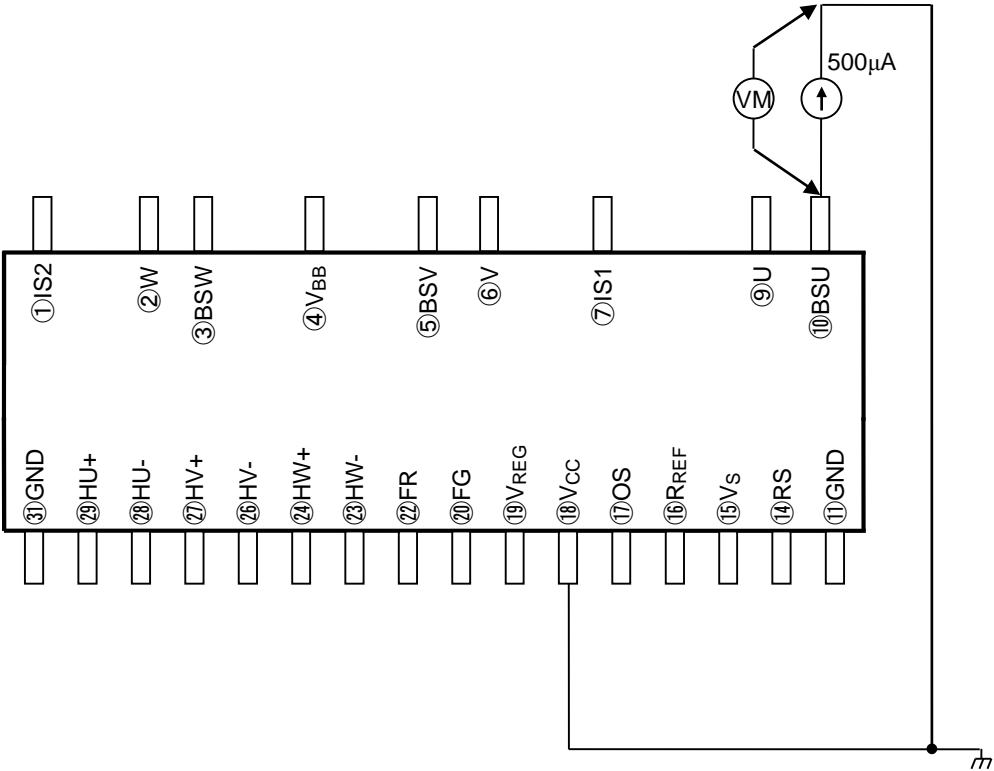 500μA
VM
①IS2
②W
③BSW
④VBB
⑤BSV
⑥V
⑦IS1
⑨U
⑩BSU
㉛GND
㉙HU+
㉘HU-
㉗HV+
㉖HV-
㉔HW+
㉓HW-
㉒FR
⑳FG
⑲VREG
⑱VCC
⑰OS
⑯RREF
⑮VS
⑭RS
⑪GND